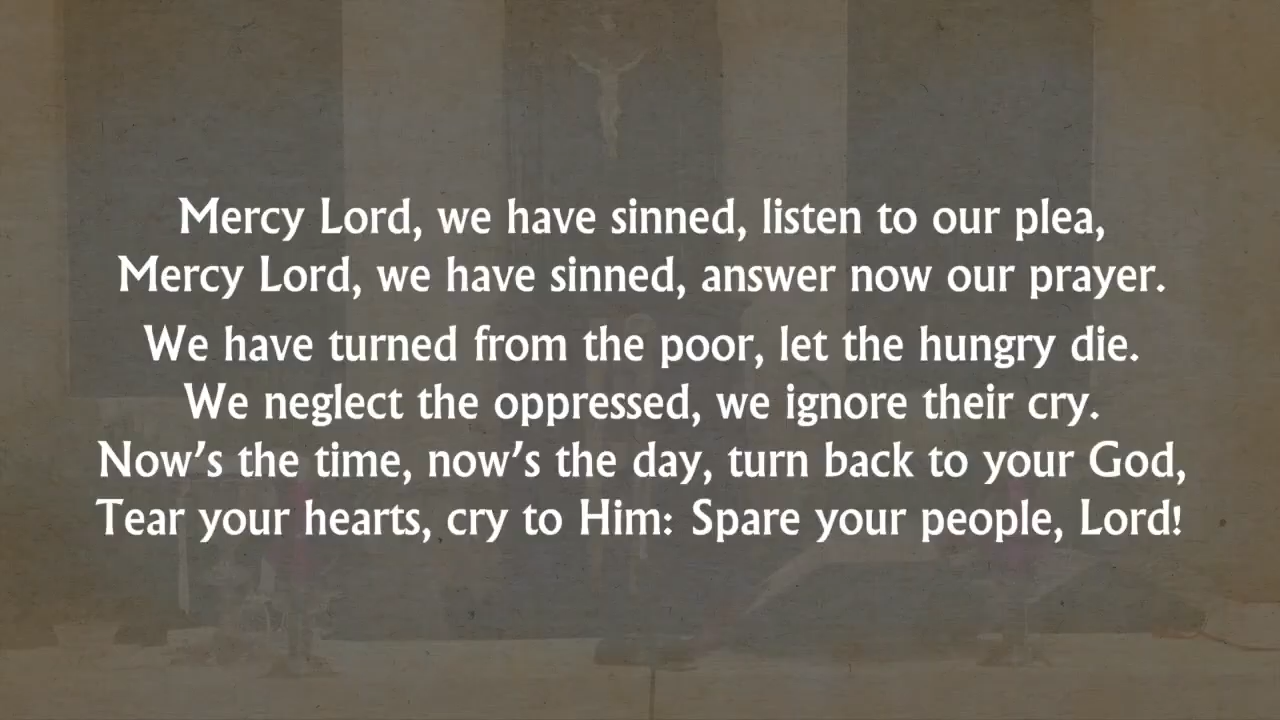 Mercy Lord, we have sinned, listen to our plea,
Mercy Lord, we have sinned, answer now our prayer.
We have turned from the poor, let the hungry die.
We neglect the oppressed, we ignore their cry.
Now’s the time, now’s the day, turn back to your God,
Tear your hearts, cry to Him: Spare your people, Lord!